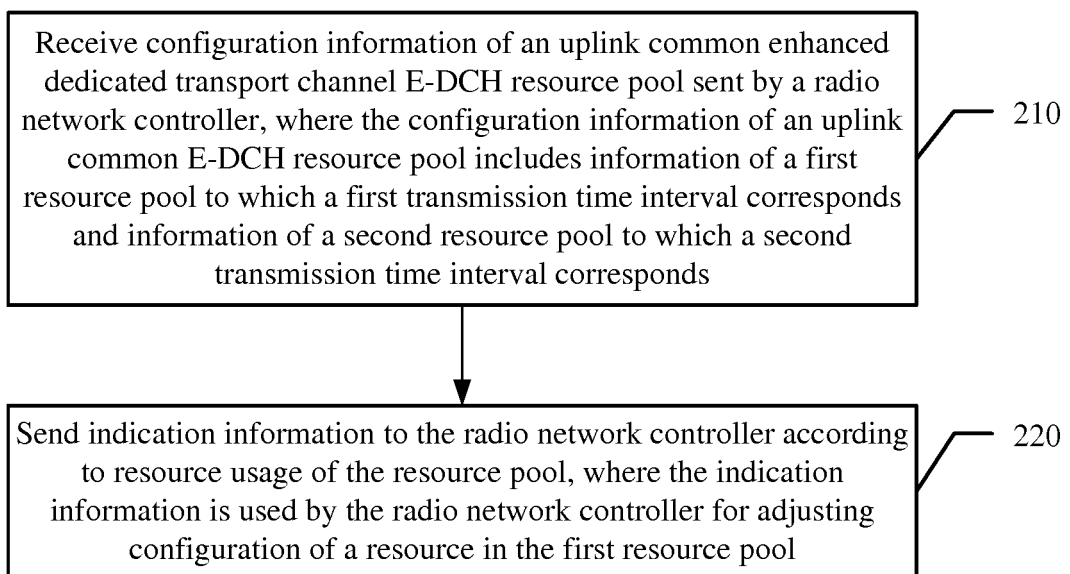 Receive configuration information of an uplink common enhanced
dedicated transport channel E-DCH resource pool sent by a radio
network controller, where the configuration information of an uplink
common E-DCH resource pool includes information of a first
resource pool to which a first transmission time interval corresponds
and information of a second resource pool to which a second
transmission time interval corresponds
210
Send indication information to the radio network controller according
to resource usage of the resource pool, where the indication
information is used by the radio network controller for adjusting
configuration of a resource in the first resource pool
220